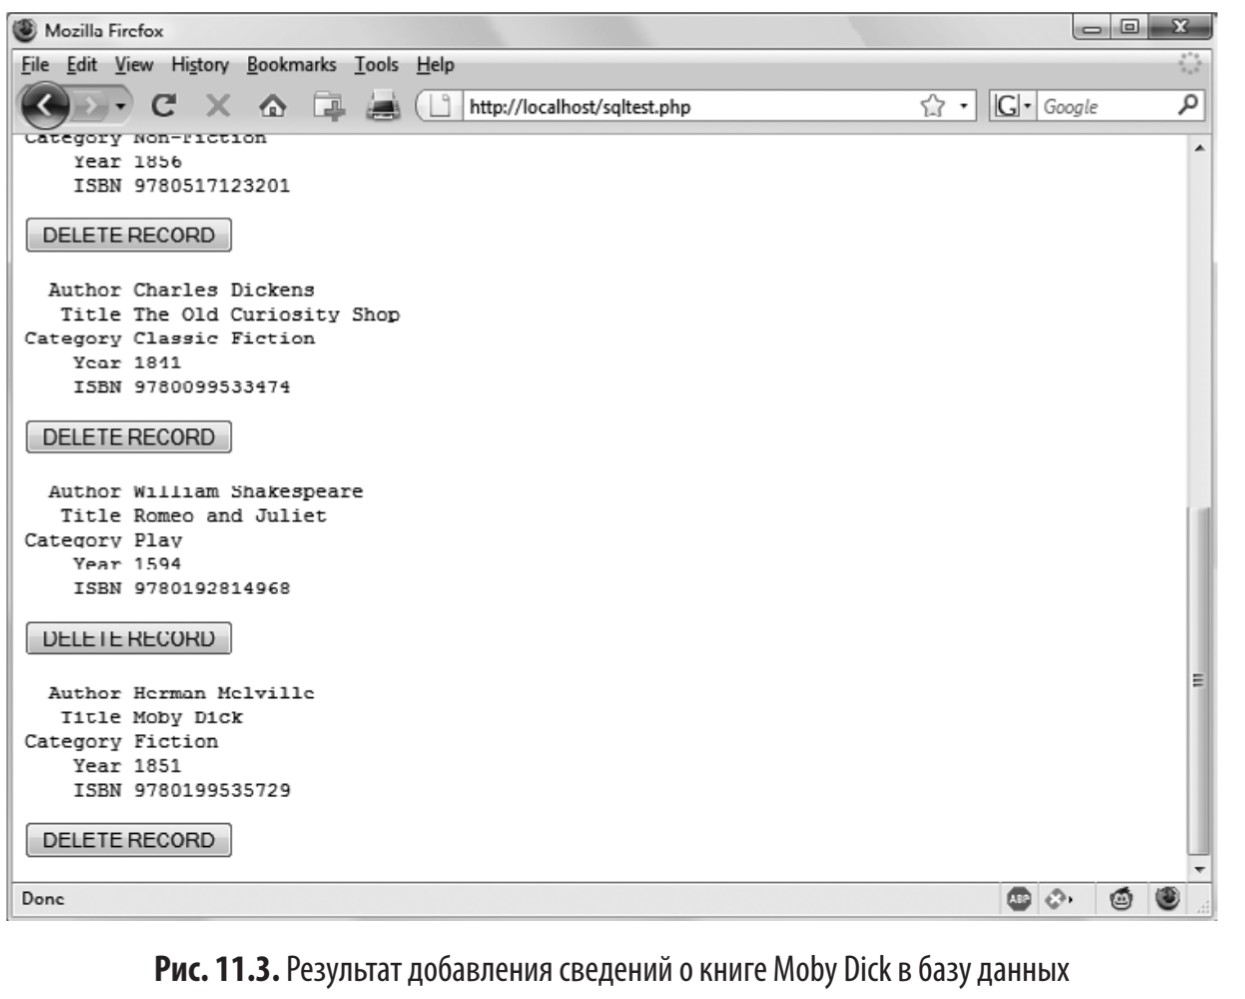 Mozilla Firefox
File Edit View History Bookmarks Tools Help
http://localhost/sqltest.php
G Google
Category Non-Fiction
Year 1856
ISBN 9780517123201
DELETE RECORD
Author Charles Dickens
Title The Old Curiosity Shop
Category Classic Fiction
Year 1841
ISBN 9780099533474
DELETE RECORD
Author William Shakespeare
Title Romeo and Juliet
Category Play
Year 1594
ISBN 9780192814968
DELETE RECORD
Author Herman Melville
Title Moby Dick
Category Fiction
Year 1851
ISBN 9780199535729
DELETE RECORD
Done
ABP
Рис. 11.3. Результат добавления сведений о книге Moby Dick в базу данных